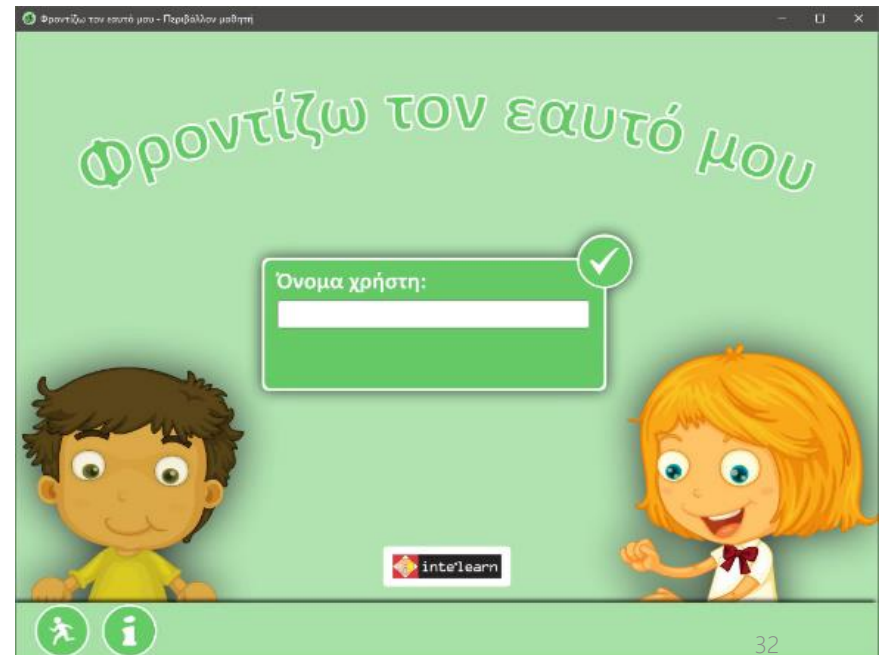 Φροντίζω τον εαυτό μου - Περιβάλλον μαθητή
Φροντίζω τον εαυτό μου
Όνομα χρήστη:
inte*learn
32